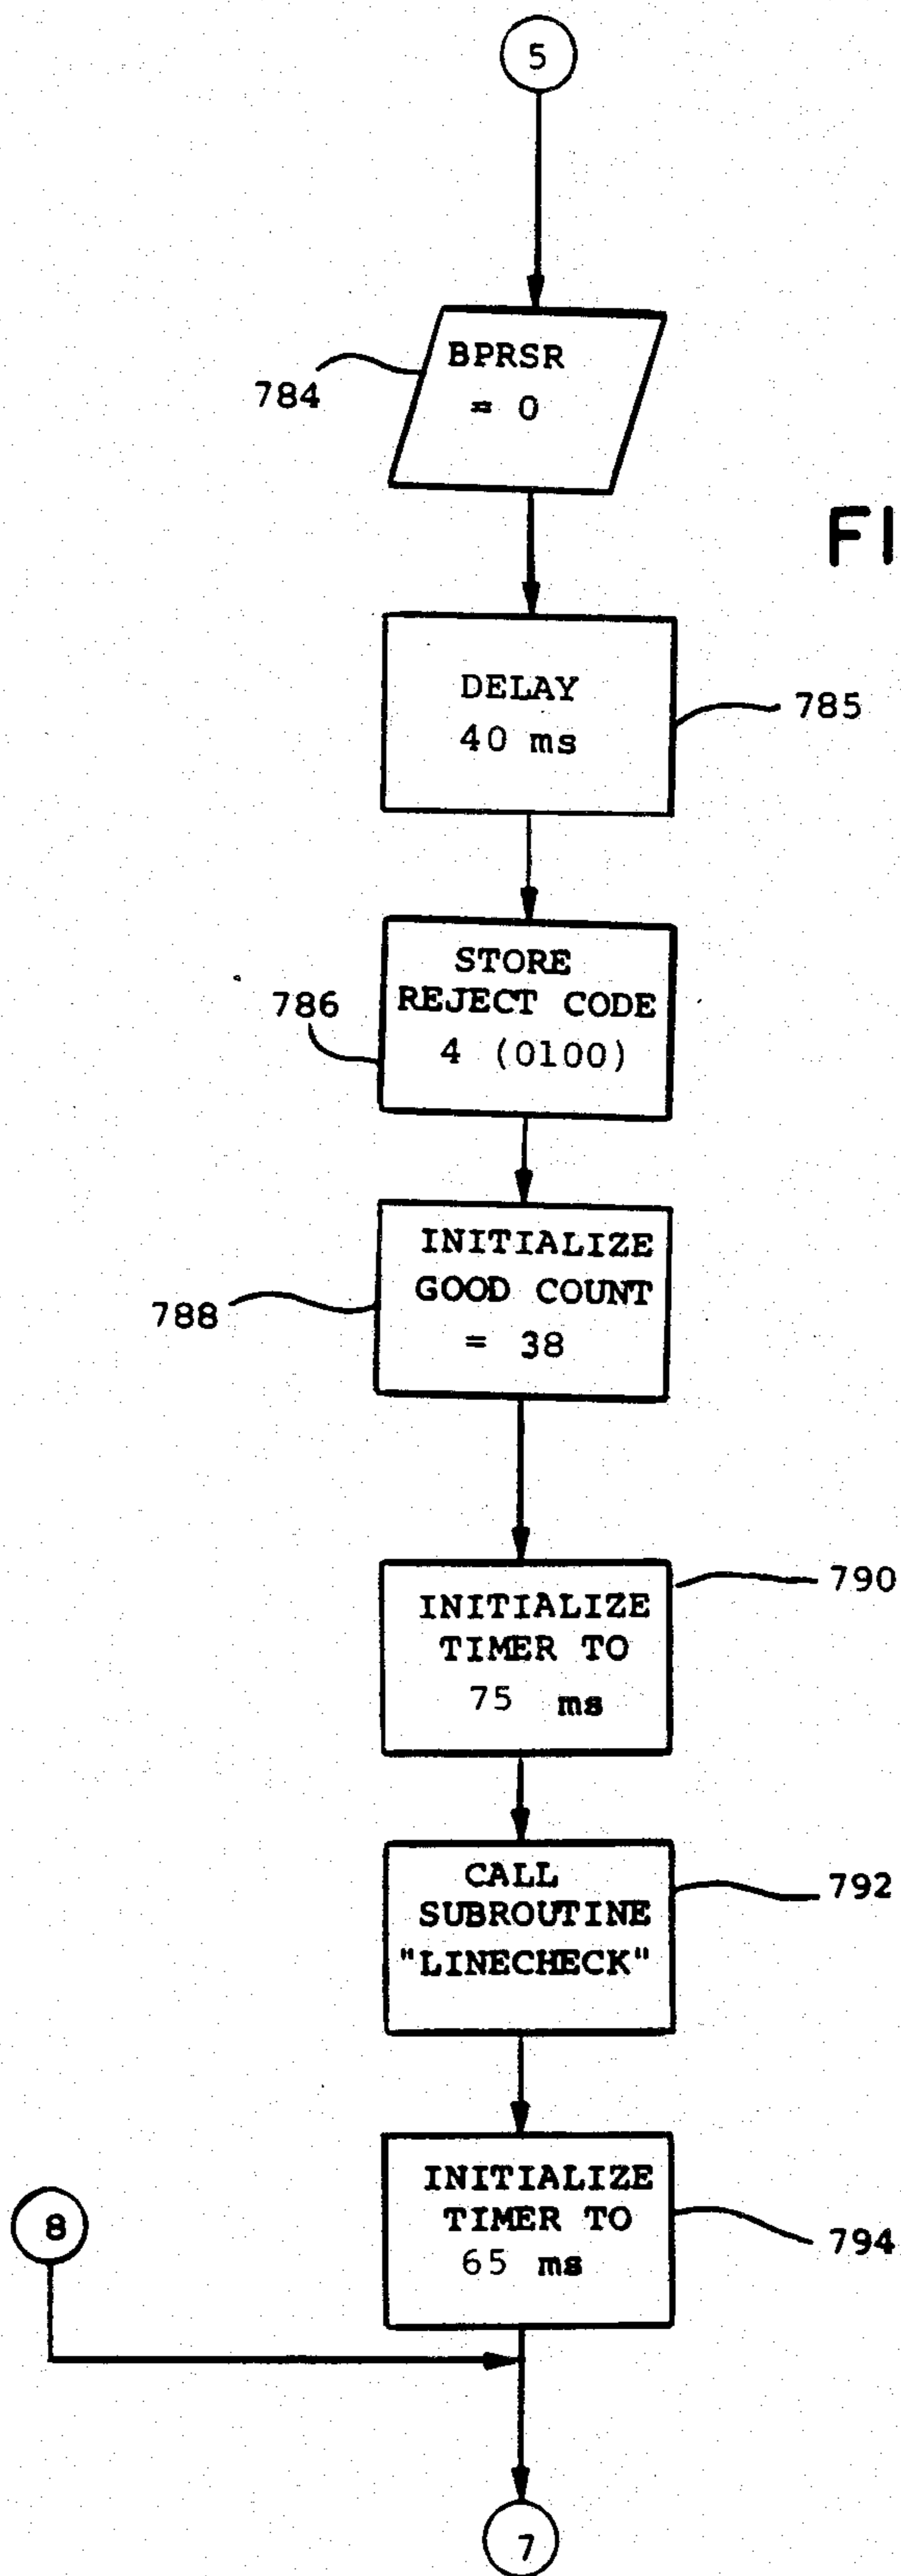 5
BPRSR
= 0
784
FI
DELAY
40 ms
785
STORE
REJECT CODE
4 (0100)
786
INITIALIZE
GOOD COUNT
= 38
788
INITIALIZE
TIMER TO
75 ms
790
CALL
SUBROUTINE
"LINECHECK"
792
INITIALIZE
TIMER TO
65 ms
794
8
7